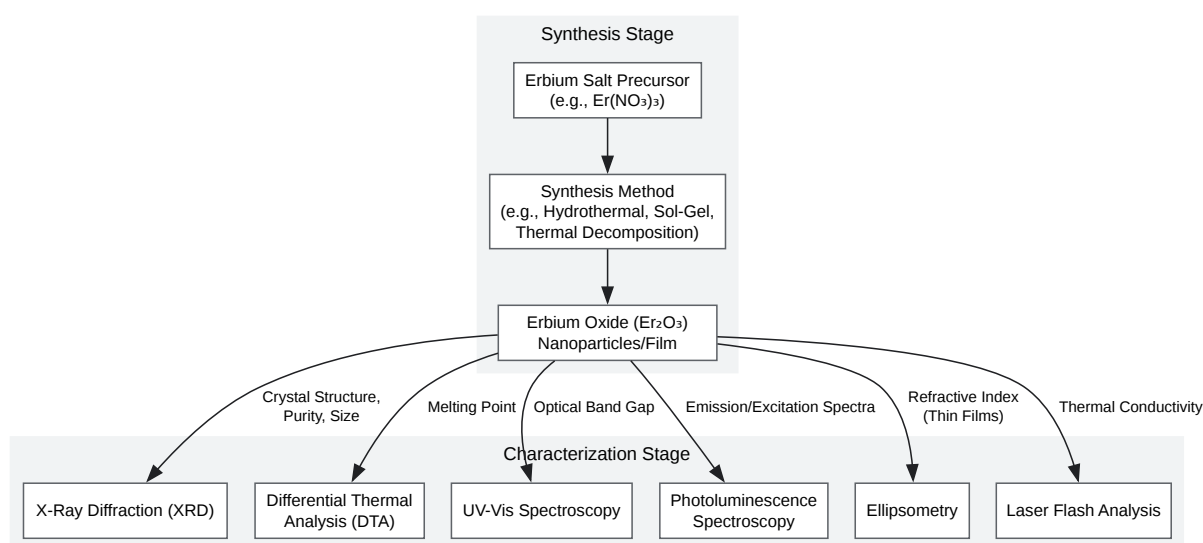 Synthesis Stage
Erbium Salt Precursor
(e.g., Er(NO₃)₃)
Synthesis Method
(e.g., Hydrothermal, Sol-Gel,
Thermal Decomposition)
Erbium Oxide (Er₂O₃)
Nanoparticles/Film
Crystal Structure,
Purity, Size
Melting Point
Optical Band Gap
Emission/Excitation Spectra
Refractive Index
(Thin Films)
Thermal Conductivity
Characterization Stage
X-Ray Diffraction (XRD)
Differential Thermal
Analysis (DTA)
UV-Vis Spectroscopy
Photoluminescence
Spectroscopy
Ellipsometry
Laser Flash Analysis